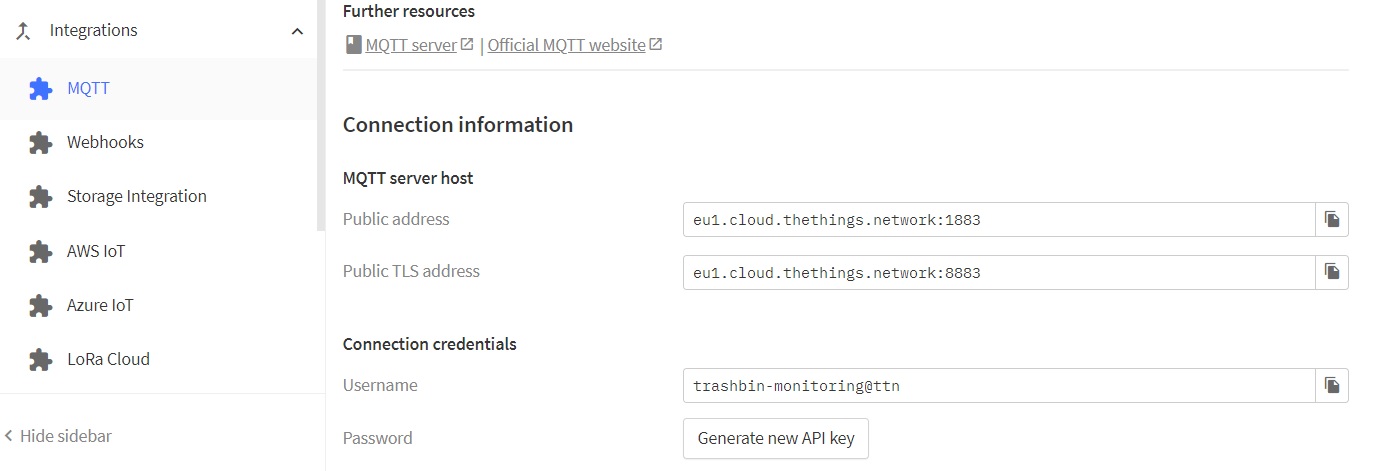 Integrations
MQTT
Webhooks
Storage Integration
AWS IoT
Azure IoT
LoRa Cloud
Hide sidebar
Further resources
MQTT server | Official MQTT website
Connection information
MQTT server host
Public address eu1.cloud.thethings.network:1883
Public TLS address eu1.cloud.thethings.network:8883
Connection credentials
Username trashbin-monitoring@ttn
Password Generate new API key